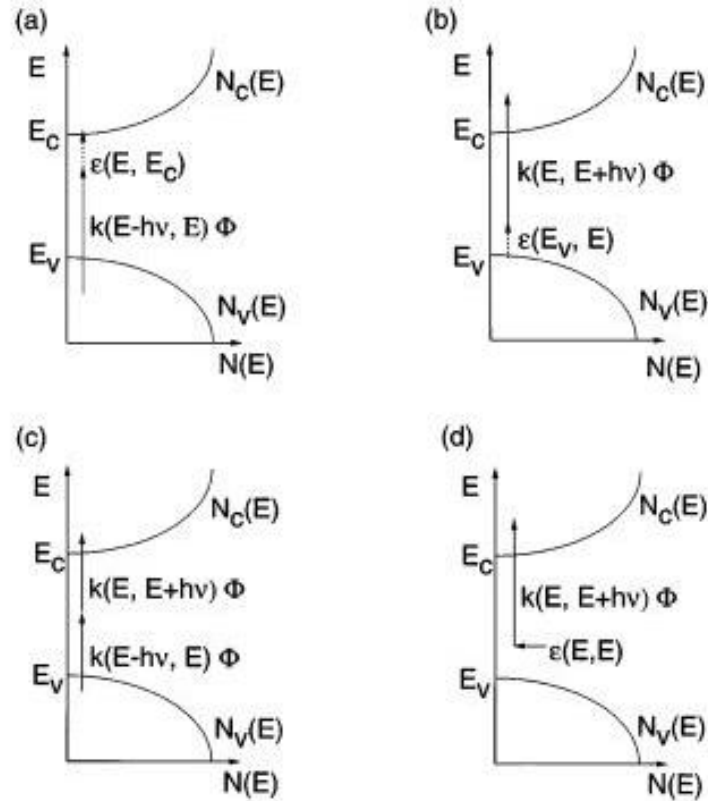 (a)
E
N_C(E)
E_C
ε(E, E_C)
k(E-hν, E) Φ
E_V
N_V(E)
N(E)
(b)
E
N_C(E)
E_C
k(E, E+hν) Φ
ε(E_V, E)
E_V
N_V(E)
N(E)
(c)
E
N_C(E)
E_C
k(E, E+hν) Φ
k(E-hν, E) Φ
E_V
N_V(E)
N(E)
(d)
E
N_C(E)
E_C
k(E, E+hν) Φ
ε(E,E)
E_V
N_V(E)
N(E)